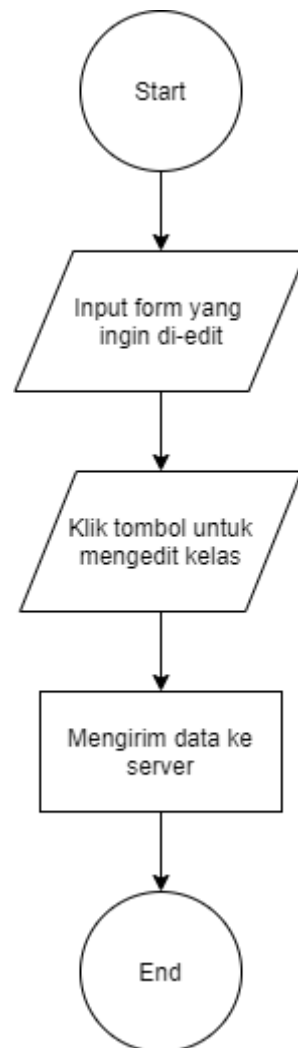 Start
Input form yang
ingin di-edit
Klik tombol untuk
mengedit kelas
Mengirim data ke
server
End